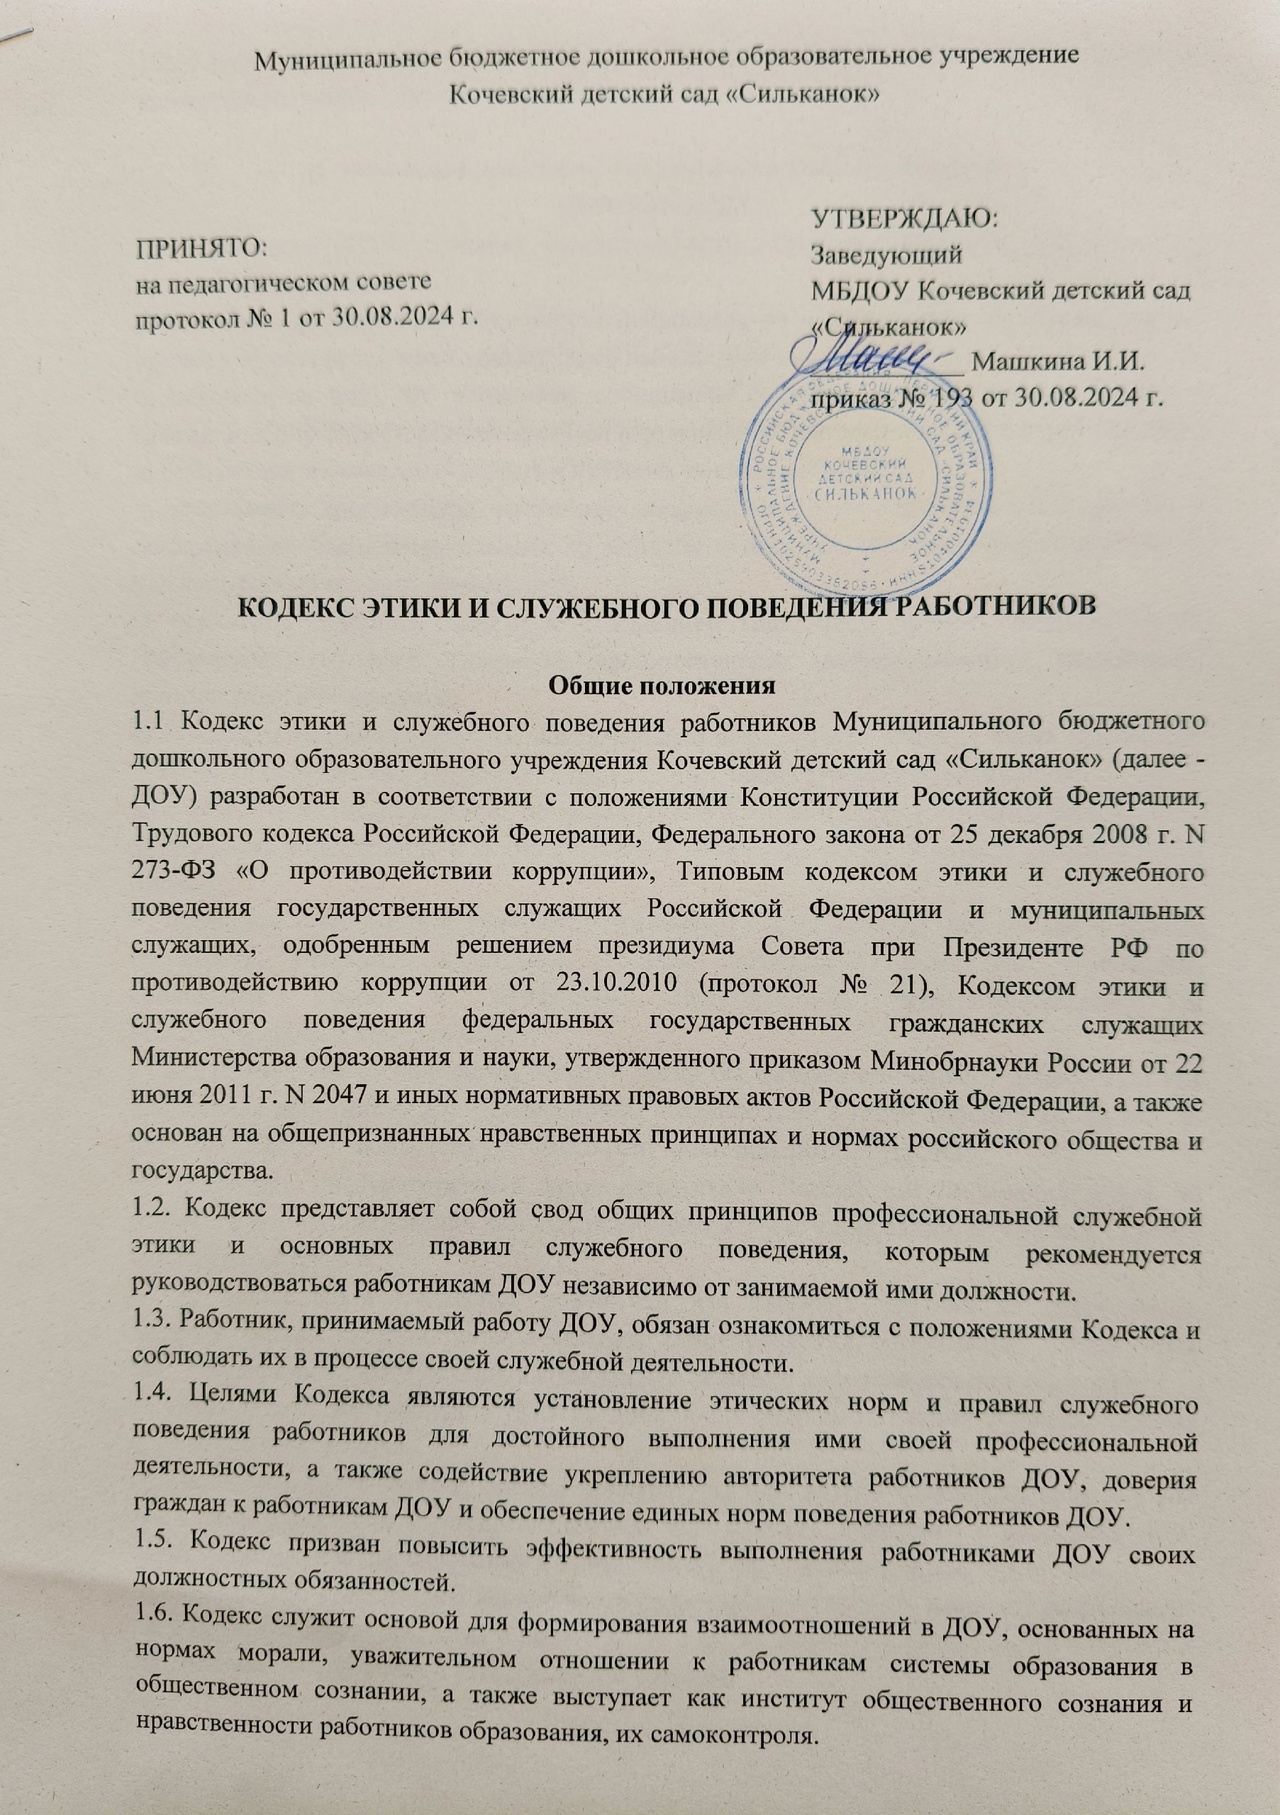 Муниципальное бюджетное дошкольное образовательное учреждение
Кочевский детский сад «Сильканок»
ПРИНЯТО:
на педагогическом совете
протокол № 1 от 30.08.2024 г.
УТВЕРЖДАЮ:
Заведующий
МБДОУ Кочевский детский сад
«Сильканок»
Машкина И.И.
приказ № 193 от 30.08.2024 г.
МБДОУ
КОЧЕВСКИЙ
ДЕТСКИЙ САД
СИЛЬКАНОК
КОДЕКС ЭТИКИ И СЛУЖЕБНОГО ПОВЕДЕНИЯ РАБОТНИКОВ
Общие положения
1.1 Кодекс этики и служебного поведения работников Муниципального бюджетного
дошкольного образовательного учреждения Кочевский детский сад «Сильканок» (далее -
ДОУ) разработан в соответствии с положениями Конституции Российской Федерации,
Трудового кодекса Российской Федерации, Федерального закона от 25 декабря 2008 г. N
273-ФЗ «О противодействии коррупции», Типовым кодексом этики и служебного
поведения государственных служащих Российской Федерации и муниципальных
служащих, одобренным решением президиума Совета при Президенте РФ по
противодействию коррупции от 23.10.2010 (протокол № 21), Кодексом этики и
служебного поведения федеральных государственных гражданских служащих
Министерства образования и науки, утвержденного приказом Минобрнауки России от 22
июня 2011 г. N 2047 и иных нормативных правовых актов Российской Федерации, а также
основан на общепризнанных нравственных принципах и нормах российского общества и
государства.
1.2. Кодекс представляет собой свод общих принципов профессиональной служебной
этики и основных правил служебного поведения, которым рекомендуется
руководствоваться работникам ДОУ независимо от занимаемой ими должности.
1.3. Работник, принимаемый работу ДОУ, обязан ознакомиться с положениями Кодекса и
соблюдать их в процессе своей служебной деятельности.
1.4. Целями Кодекса являются установление этических норм и правил служебного
поведения работников для достойного выполнения ими своей профессиональной
деятельности, а также содействие укреплению авторитета работников ДОУ, доверия
граждан к работникам ДОУ и обеспечение единых норм поведения работников ДОУ.
1.5. Кодекс призван повысить эффективность выполнения работниками ДОУ своих
должностных обязанностей.
1.6. Кодекс служит основой для формирования взаимоотношений в ДОУ, основанных на
нормах морали, уважительном отношении к работникам системы образования в
общественном сознании, а также выступает как институт общественного сознания и
нравственности работников образования, их самоконтроля.